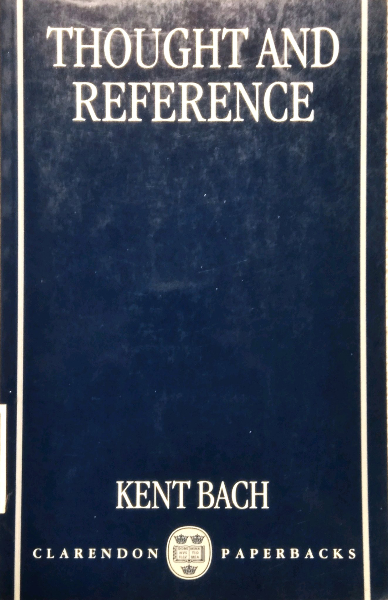 THOUGHT AND
REFERENCE
KENT BACH
CLARENDON PAPERBACKS